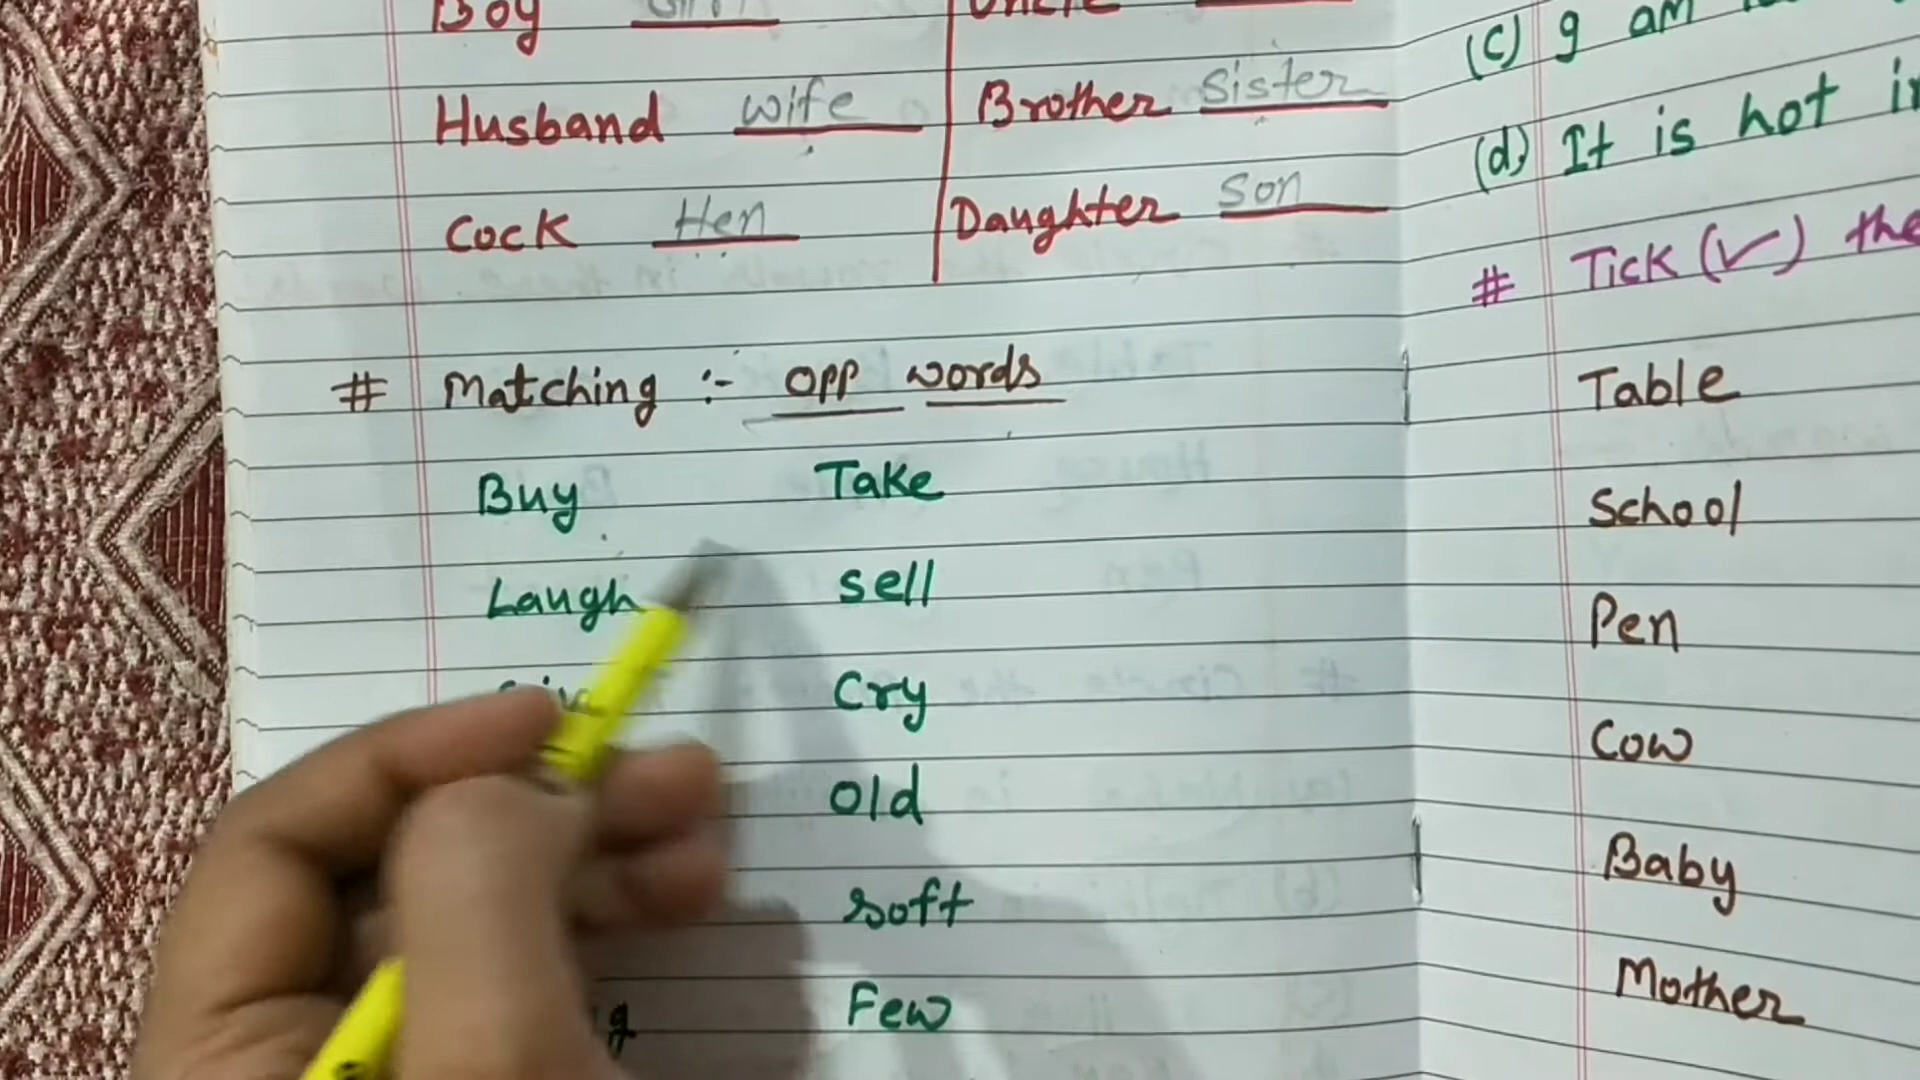 Boy
Husband wife Brother Sister
Cock Hen Daughter Son
# Matching :- opp words
Buy Take
Laugh Sell
Cry
Old
Soft
Few
(c) I am
(d) It is hot
# Tick (✓) the
Table
School
Pen
Cow
Baby
Mother